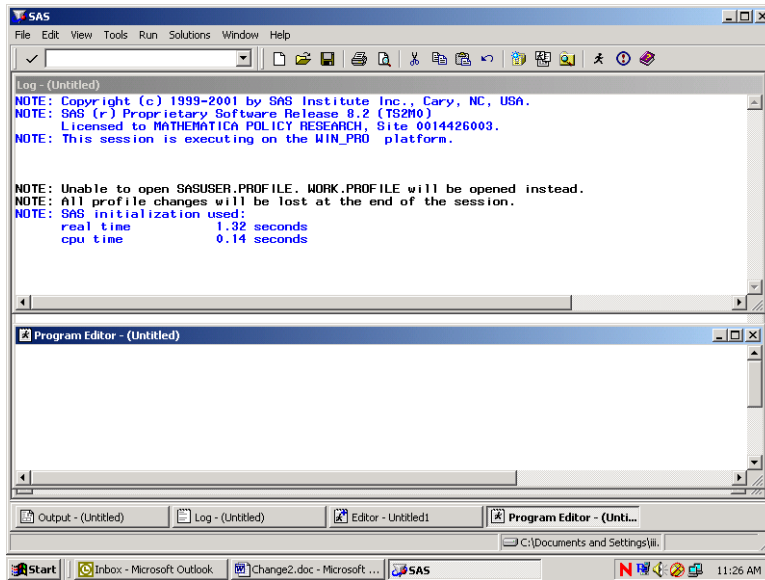 SAS
File Edit View Tools Run Solutions Window Help
Log - (Untitled)
NOTE: Copyright (c) 1999-2001 by SAS Institute Inc., Cary, NC, USA.
NOTE: SAS (r) Proprietary Software Release 8.2 (TS2M0)
Licensed to MATHEMATICA POLICY RESEARCH, Site 0014426003.
NOTE: This session is executing on the WIN_PRO platform.
NOTE: Unable to open SASUSER.PROFILE. WORK.PROFILE will be opened instead.
NOTE: All profile changes will be lost at the end of the session.
NOTE: SAS initialization used:
real time 1.32 seconds
cpu time 0.14 seconds
Program Editor - (Untitled)
Output - (Untitled) Log - (Untitled) Editor - Untitled1 Program Editor - (Unti...
C:\Documents and Settings\
Start Inbox - Microsoft Outlook Change2.doc - Microsoft ... SAS N 11:26 AM